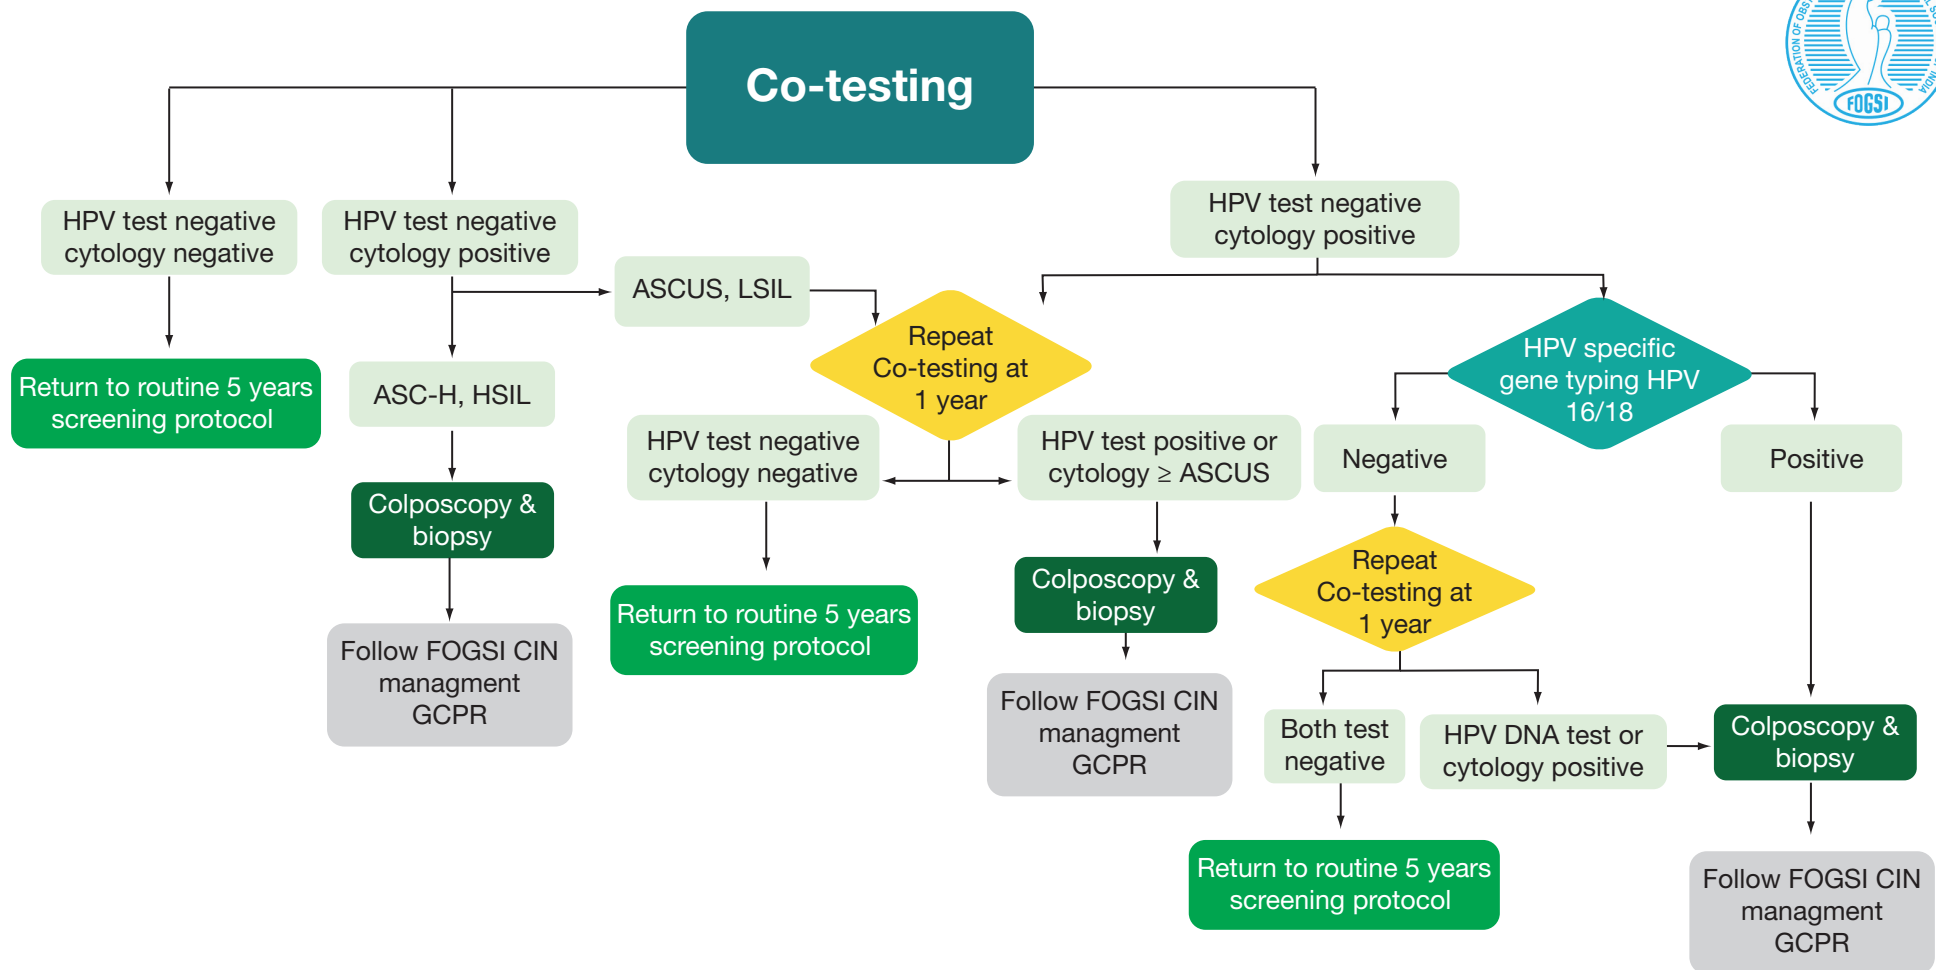 Co-testing
FEDERATION OF OBST
FOGSI
HPV test negative
cytology negative
HPV test negative
cytology positive
HPV test negative
cytology positive
ASCUS, LSIL
Repeat
Co-testing at
1 year
HPV specific
gene typing HPV
16/18
Return to routine 5 years
screening protocol
ASC-H, HSIL
HPV test negative
cytology negative
HPV test positive or
cytology ≥ ASCUS
Negative
Positive
Colposcopy &
biopsy
Repeat
Co-testing at
1 year
Colposcopy &
biopsy
Return to routine 5 years
screening protocol
Follow FOGSI CIN
managment
GCPR
Follow FOGSI CIN
managment
GCPR
Both test
negative
HPV DNA test or
cytology positive
Colposcopy &
biopsy
Return to routine 5 years
screening protocol
Follow FOGSI CIN
managment
GCPR